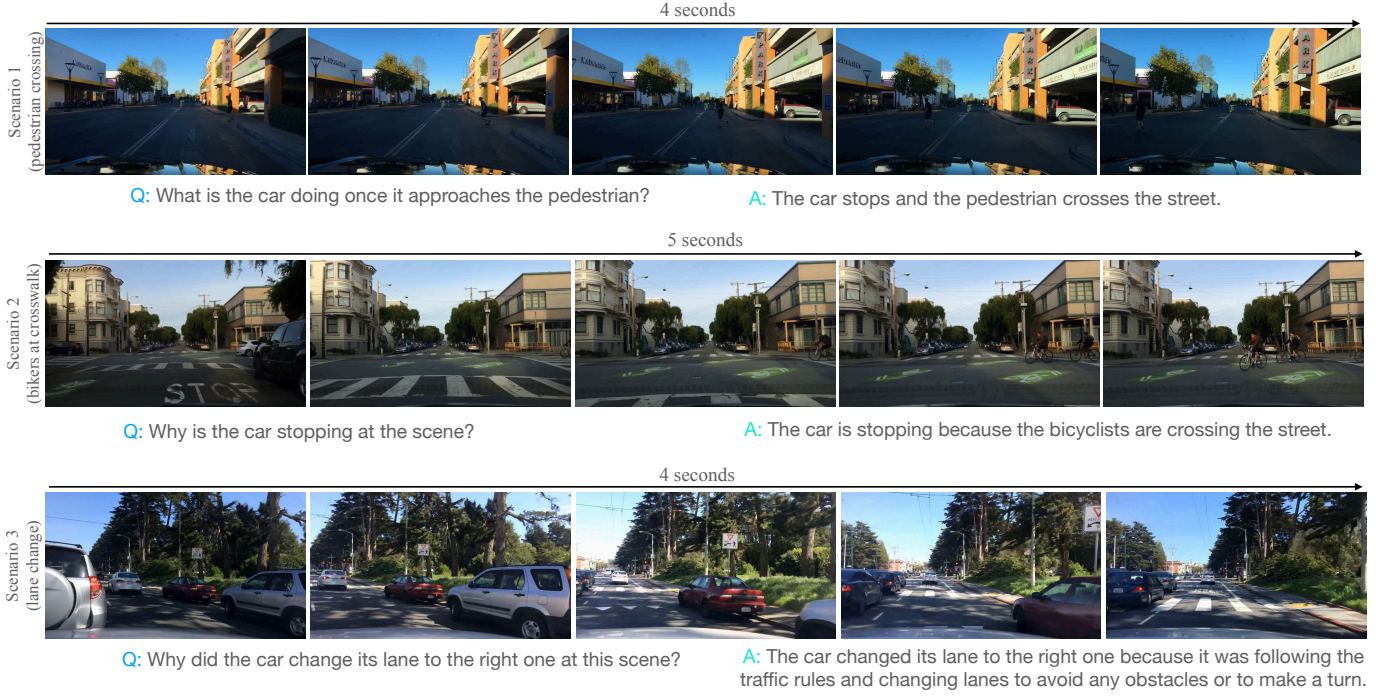 4 seconds
Scenario 1
(pedestrian crossing)
PARK
PARK
PARK
PARK
ARK
Q: What is the car doing once it approaches the pedestrian?
A: The car stops and the pedestrian crosses the street.
5 seconds
Scenario 2
(bikers at crosswalk)
STOP
Q: Why is the car stopping at the scene?
A: The car is stopping because the bicyclists are crossing the street.
4 seconds
Scenario 3
(lane change)
Q: Why did the car change its lane to the right one at this scene?
A: The car changed its lane to the right one because it was following the
traffic rules and changing lanes to avoid any obstacles or to make a turn.